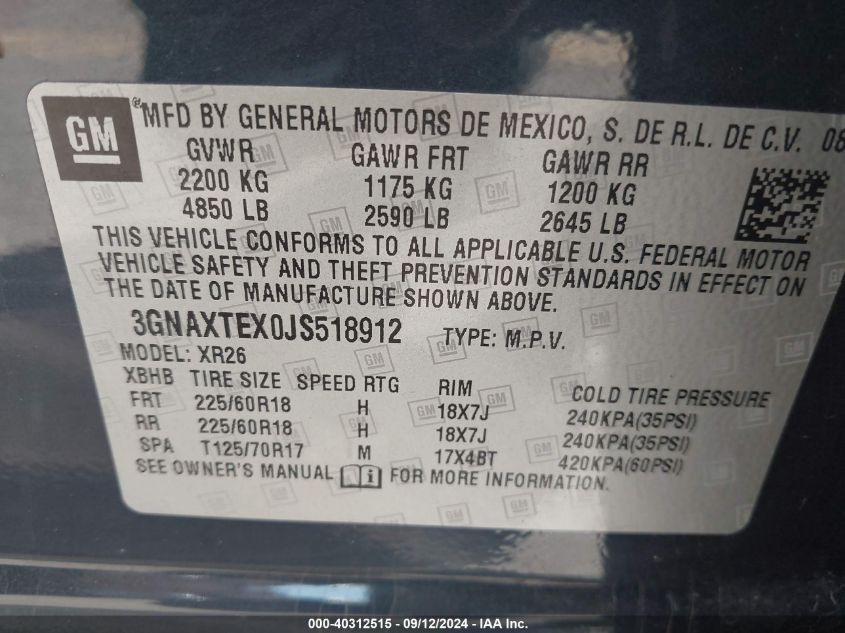 GM
® MFD BY GENERAL MOTORS DE MEXICO, S. DE R.L. DE C.V. 08
GVWR GAWR FRT GAWR RR
2200 KG 1175 KG 1200 KG
4850 LB 2590 LB 2645 LB
THIS VEHICLE CONFORMS TO ALL APPLICABLE U.S. FEDERAL MOTOR
VEHICLE SAFETY AND THEFT PREVENTION STANDARDS IN EFFECT ON
THE DATE OF MANUFACTURE SHOWN ABOVE.
3GNAXTEX0JS518912 TYPE: M.P.V.
MODEL: XR26
XBHB TIRE SIZE SPEED RTG RIM COLD TIRE PRESSURE
FRT 225/60R18 H 18X7J 240KPA(35PSI)
RR 225/60R18 H 18X7J 240KPA(35PSI)
SPA T125/70R17 M 17X4BT 420KPA(60PSI)
SEE OWNER'S MANUAL i FOR MORE INFORMATION.
000-40312515 - 09/12/2024 - IAA Inc.